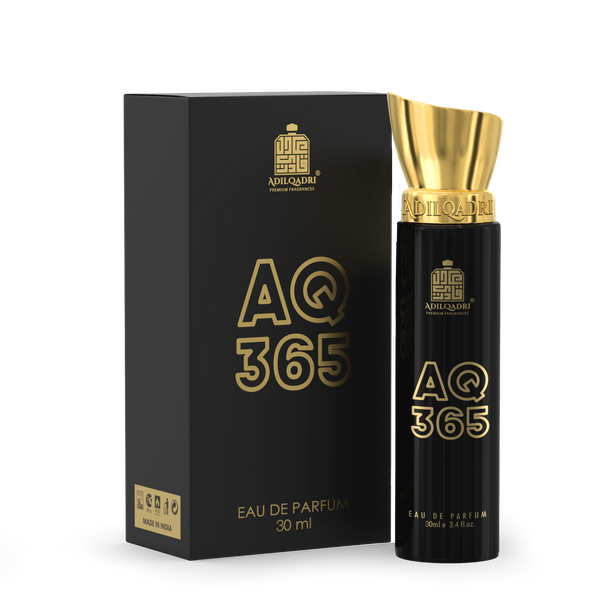 ADILQADRI®
PREMIUM FRAGRANCES
AQ
365
EAU DE PARFUM
30 ml
MADE IN INDIA
ADILQADRI
ADILQADRI®
PREMIUM FRAGRANCES
AQ
365
EAU DE PARFUM
30ml e 3.4 fl.oz.